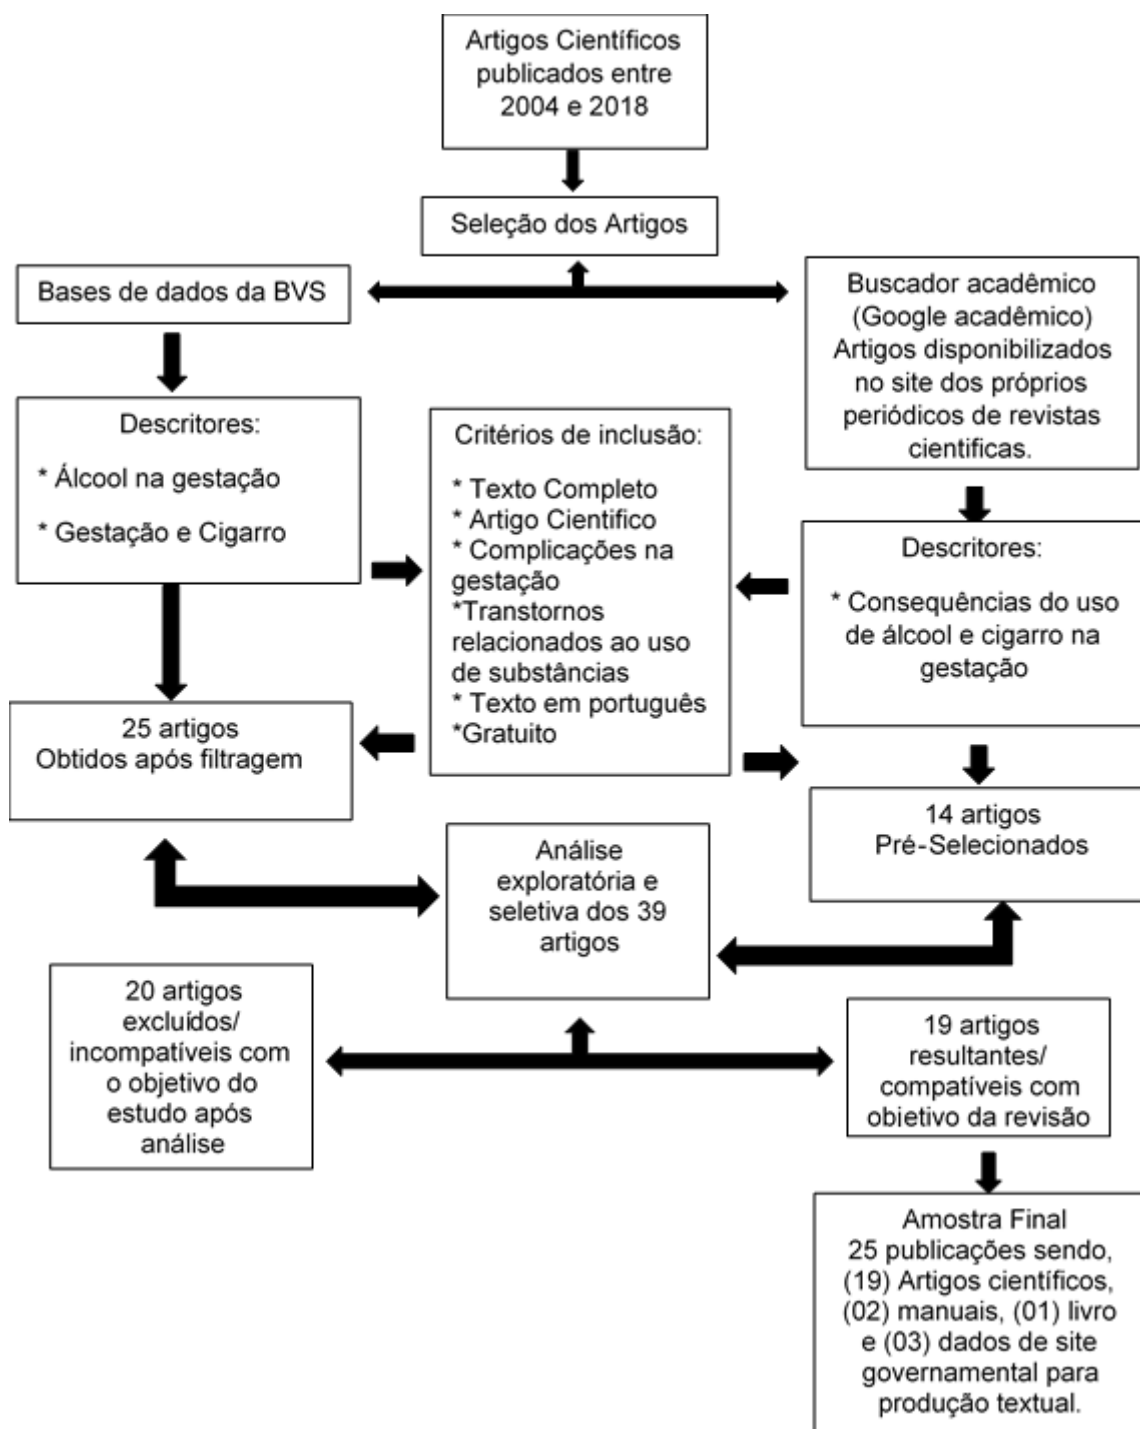 Artigos Científicos
publicados entre
2004 e 2018
Seleção dos Artigos
Bases de dados da BVS
Buscador acadêmico
(Google acadêmico)
Artigos disponibilizados
no site dos próprios
periódicos de revistas
cientificas.
Descritores:
* Álcool na gestação
* Gestação e Cigarro
Critérios de inclusão:
* Texto Completo
* Artigo Cientifico
* Complicações na
gestação
*Transtornos
relacionados ao uso
de substâncias
* Texto em português
*Gratuito
Descritores:
* Consequências do uso
de álcool e cigarro na
gestação
25 artigos
Obtidos após filtragem
14 artigos
Pré-Selecionados
Análise
exploratória e
seletiva dos 39
artigos
20 artigos
excluídos/
incompatíveis com
o objetivo do
estudo após
análise
19 artigos
resultantes/
compatíveis com
objetivo da revisão
Amostra Final
25 publicações sendo,
(19) Artigos científicos,
(02) manuais, (01) livro
e (03) dados de site
governamental para
produção textual.